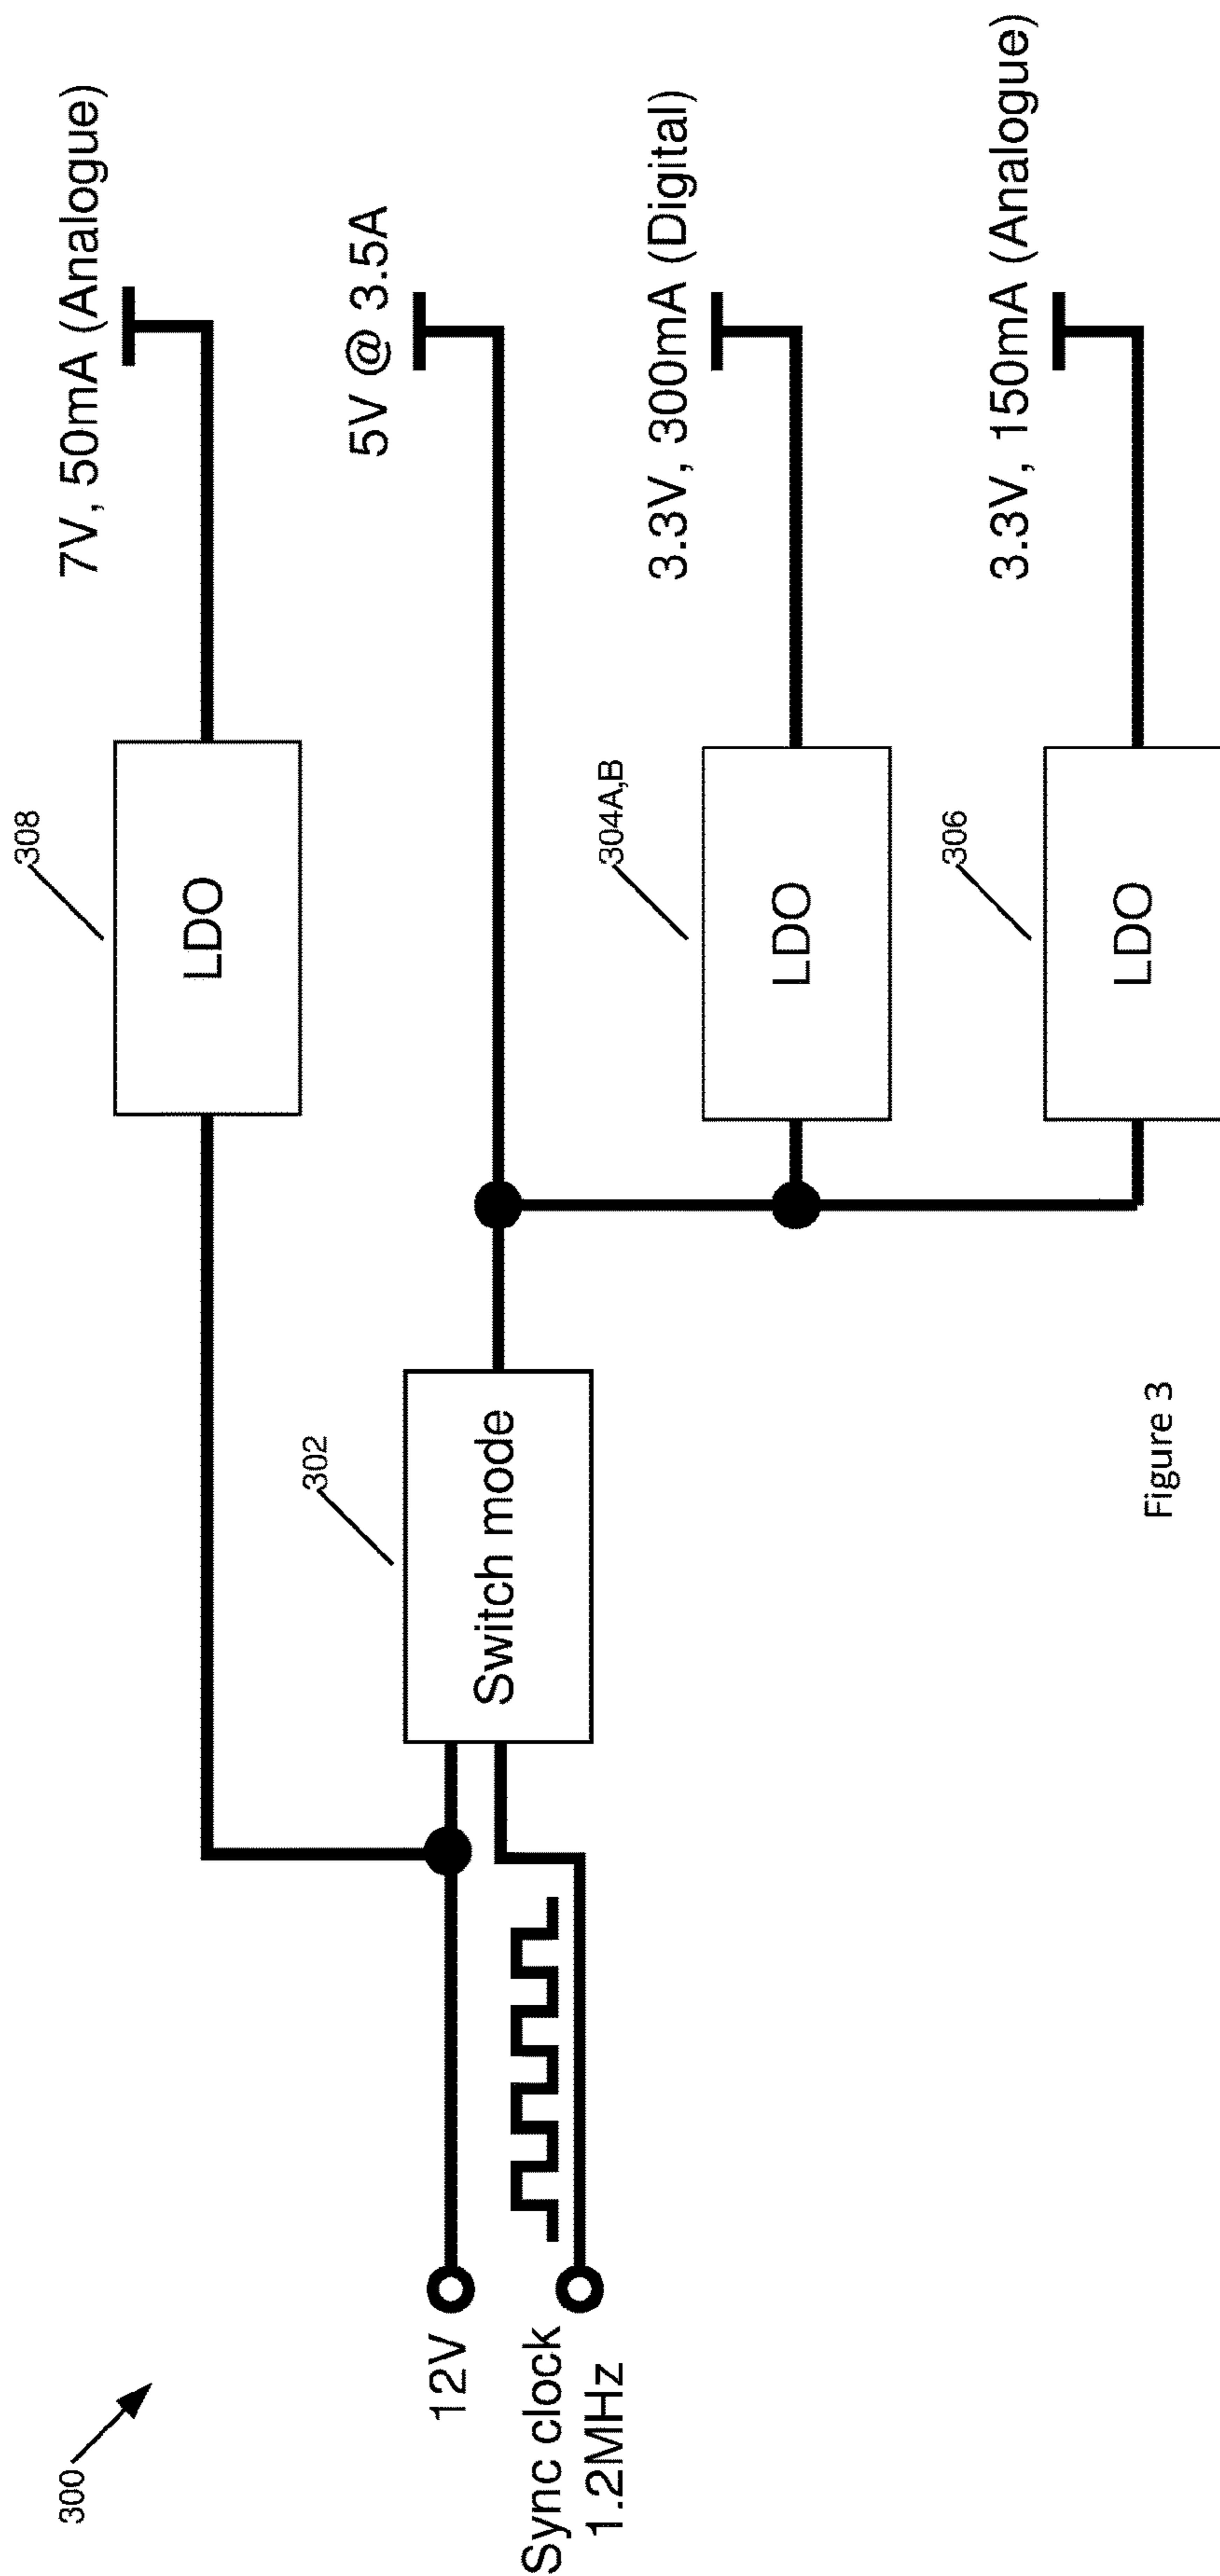 300
12V
Sync clock
1.2MHz
302
Switch mode
308
LDO
7V, 50mA (Analogue)
5V @ 3.5A
304A,B
LDO
3.3V, 300mA (Digital)
306
LDO
3.3V, 150mA (Analogue)
Figure 3